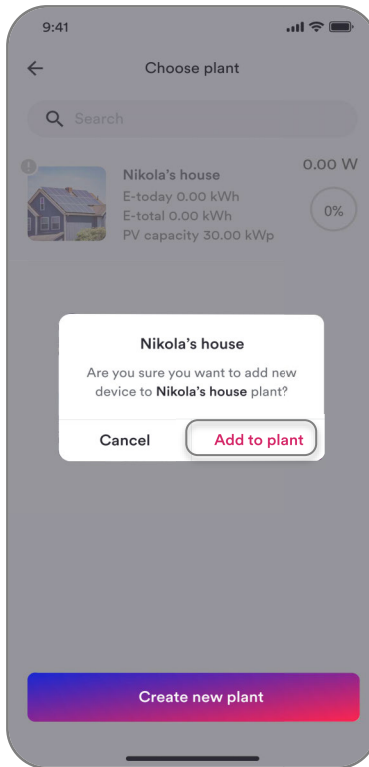 9:41
Choose plant
Search
Nikola's house
0.00 W
E-today 0.00 kWh
E-total 0.00 kWh
0%
PV capacity 30.00 kWp
Nikola's house
Are you sure you want to add new
device to Nikola's house plant?
Cancel
Add to plant
Create new plant